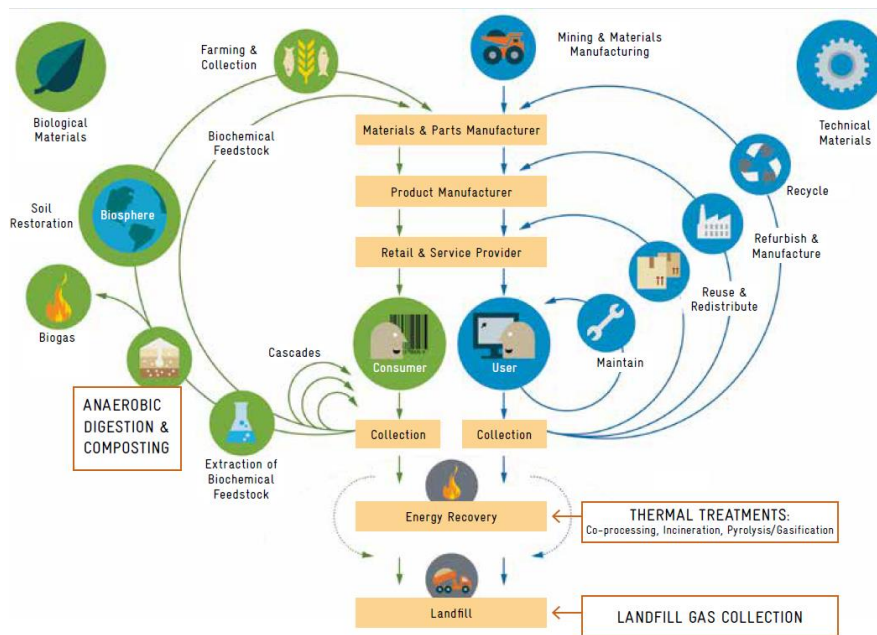 Farming &
Collection
Mining & Materials
Manufacturing
Biological
Materials
Biochemical
Feedstock
Materials & Parts Manufacturer
Technical
Materials
Recycle
Soil
Restoration
Biosphere
Product Manufacturer
Refurbish &
Manufacture
Retail & Service Provider
Reuse &
Redistribute
Biogas
Cascades
Consumer
User
Maintain
ANAEROBIC
DIGESTION &
COMPOSTING
Collection
Collection
Extraction of
Biochemical
Feedstock
Energy Recovery
THERMAL TREATMENTS:
Co-processing, Incineration, Pyrolysis/Gasification
Landfill
LANDFILL GAS COLLECTION